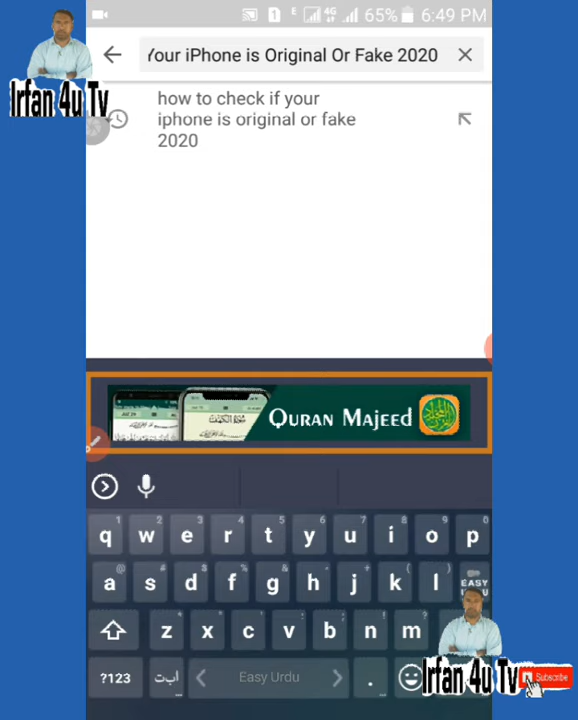 65% 6:49 PM
Your iPhone is Original Or Fake 2020
Irfan 4u Tv
how to check if your
iphone is original or fake
2020
QURAN MAJEED
q w e r t y u i o p
a s d f g h j k l
EASY
z x c v b n m
?123 ابت Easy Urdu .
Irfan 4u Tv
Subscribe